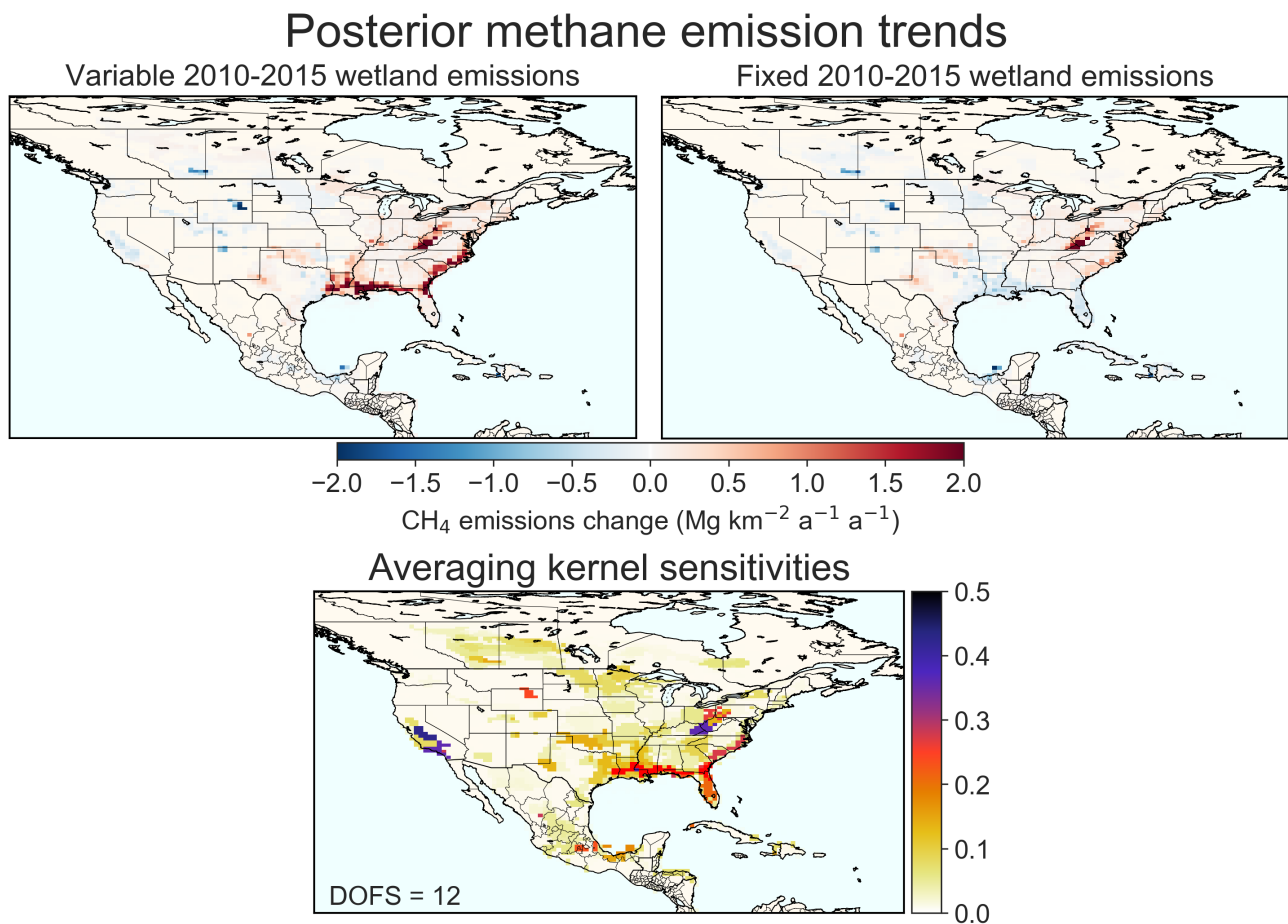 Posterior methane emission trends
Variable 2010-2015 wetland emissions
Fixed 2010-2015 wetland emissions
−2.0 −1.5 −1.0 −0.5 0.0 0.5 1.0 1.5 2.0
CH₄ emissions change (Mg km⁻² a⁻¹ a⁻¹)
Averaging kernel sensitivities
0.5
0.4
0.3
0.2
0.1
0.0
DOFS = 12